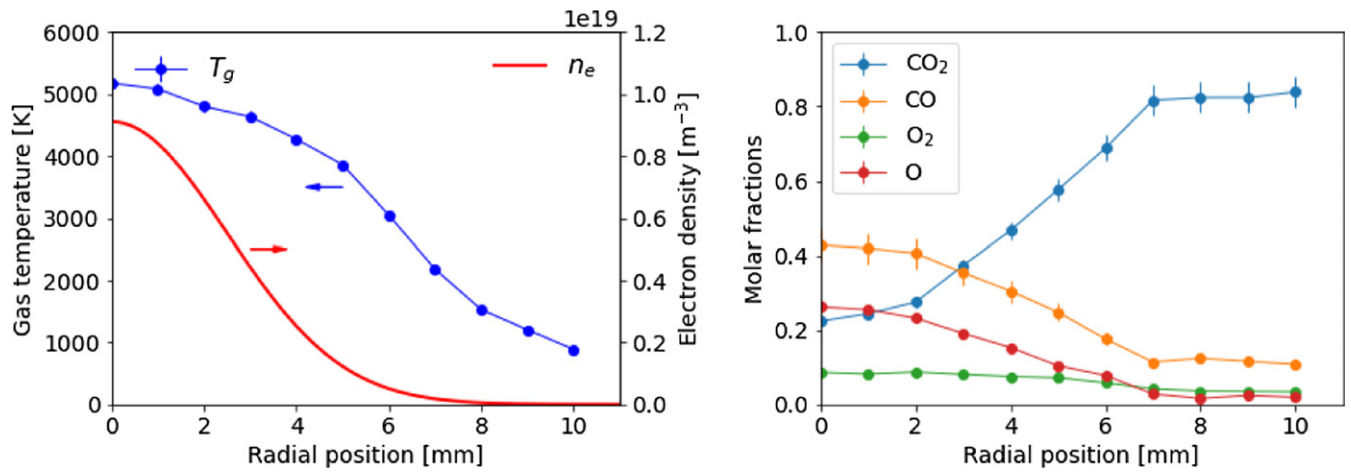 1e19
6000
5000
4000
3000
2000
1000
0
Gas temperature [K]
T_g
n_e
1.2
1.0
0.8
0.6
0.4
0.2
0.0
Electron density [m⁻³]
0 2 4 6 8 10
Radial position [mm]
1.0
0.8
0.6
0.4
0.2
0.0
Molar fractions
CO₂
CO
O₂
O
0 2 4 6 8 10
Radial position [mm]